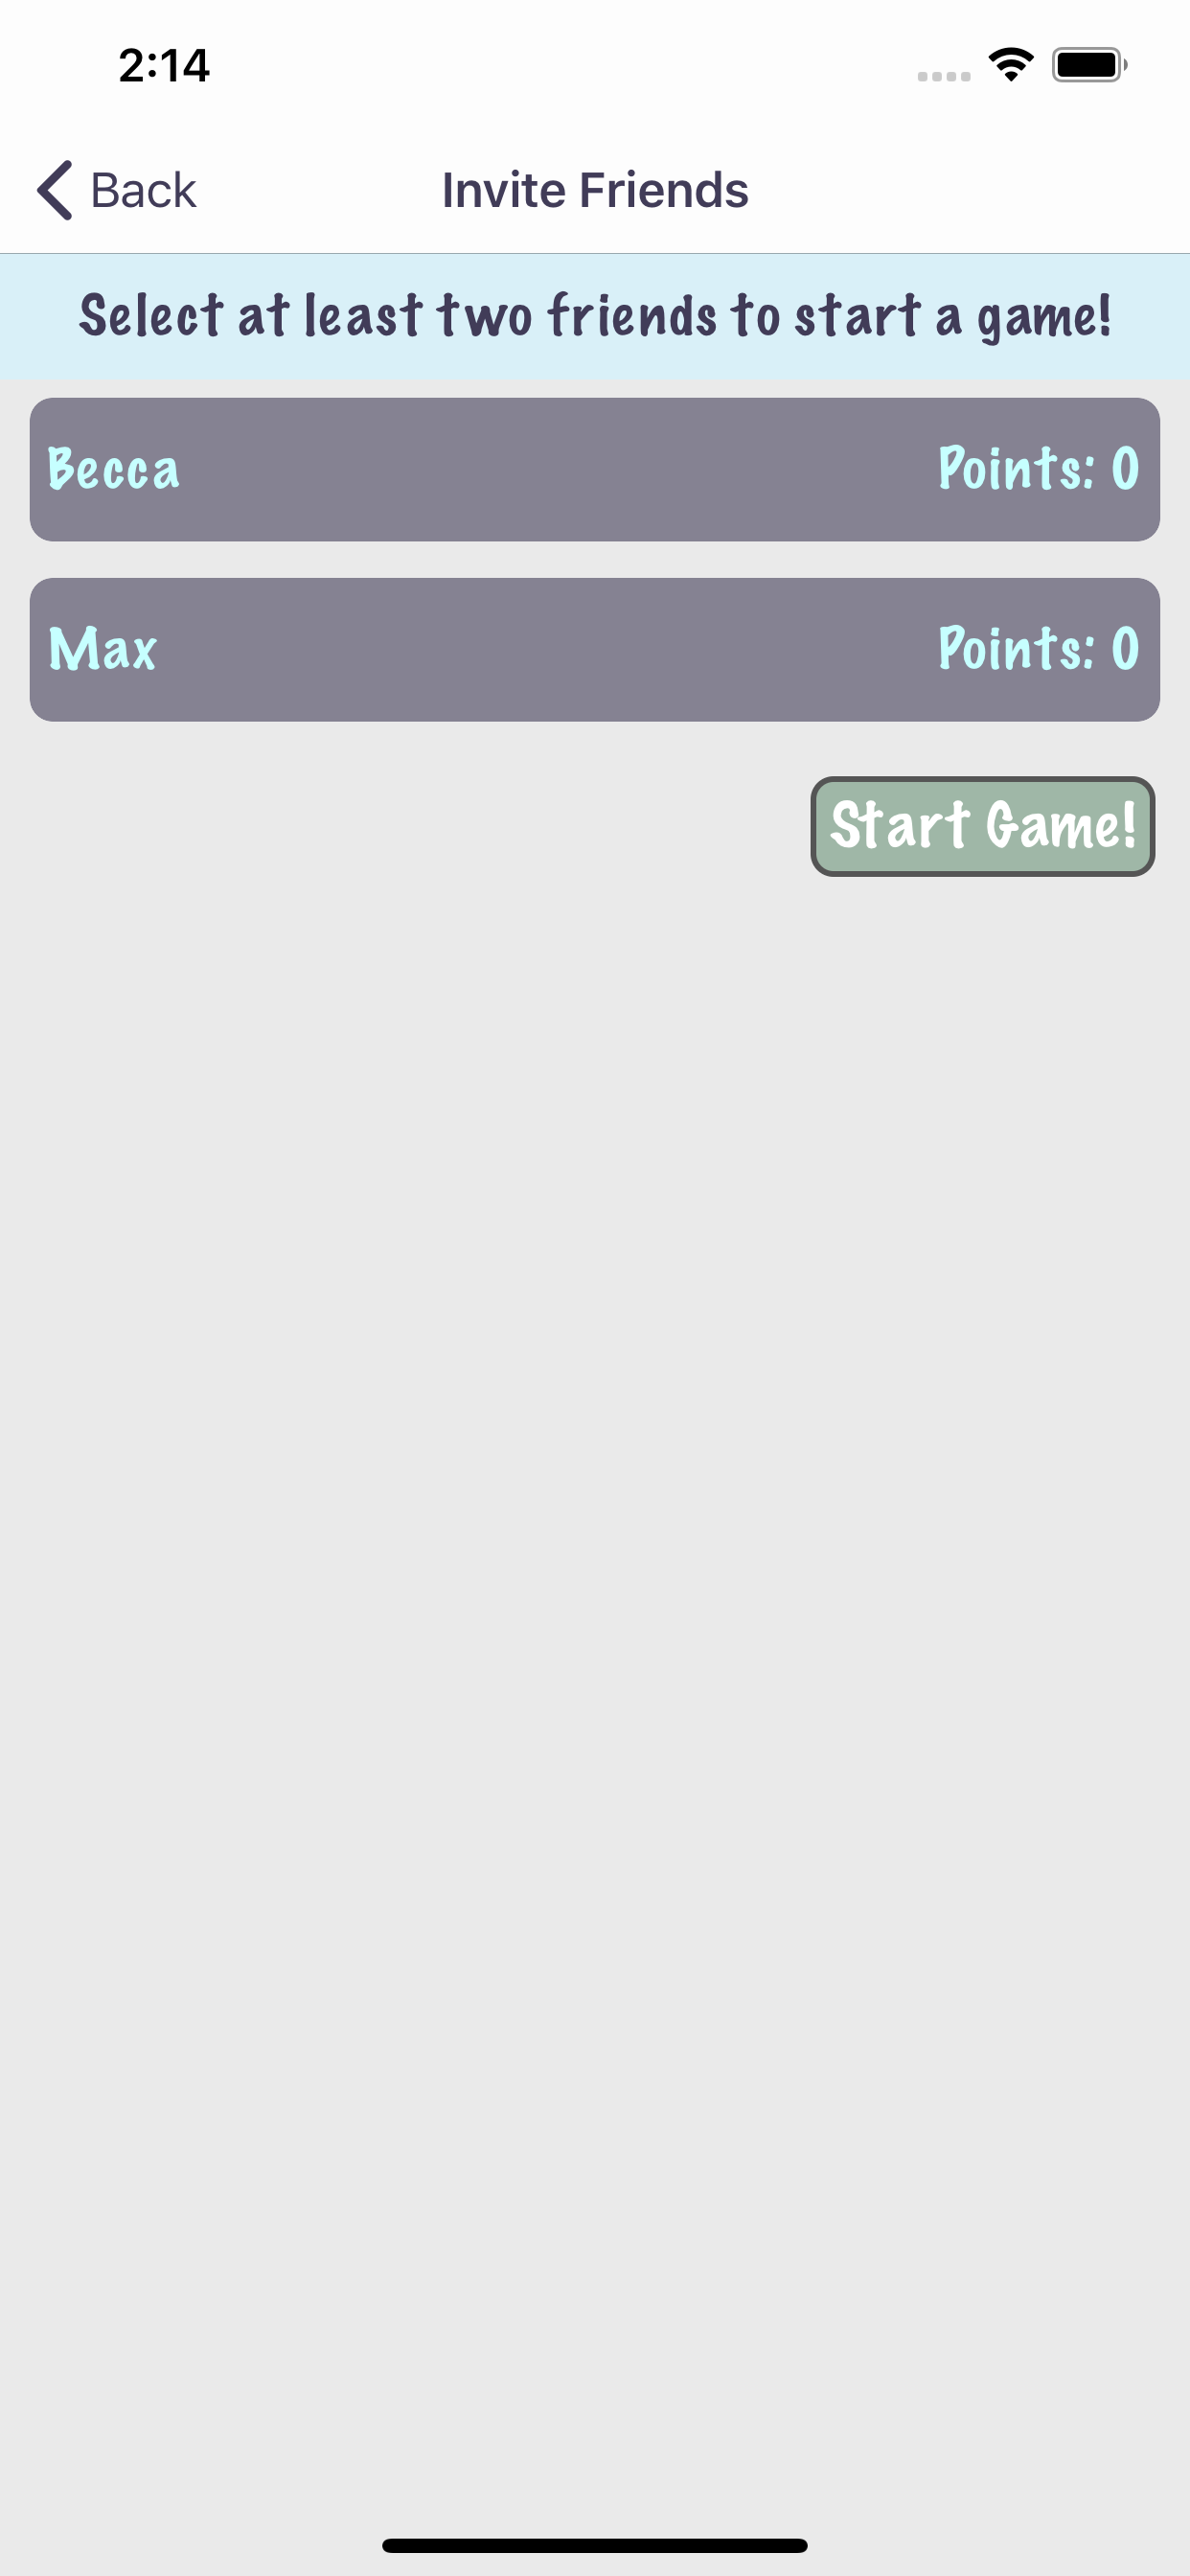 2:14
Back
Invite Friends
Select at least two friends to start a game!
Becca Points: 0
Max Points: 0
Start Game!